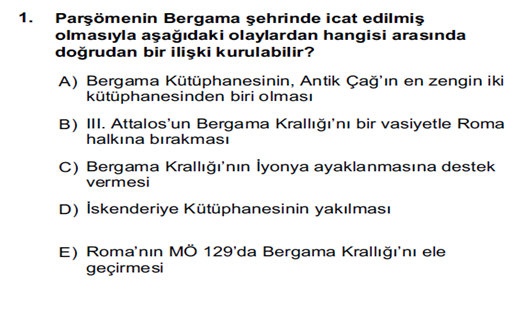 1. Parşömenin Bergama şehrinde icat edilmiş
olmasıyla aşağıdaki olaylardan hangisi arasında
doğrudan bir ilişki kurulabilir?
A) Bergama Kütüphanesinin, Antik Çağ’ın en zengin iki
kütüphanesinden biri olması
B) III. Attalos’un Bergama Krallığı’nı bir vasiyetle Roma
halkına bırakması
C) Bergama Krallığı’nın İyonya ayaklanmasına destek
vermesi
D) İskenderiye Kütüphanesinin yakılması
E) Roma’nın MÖ 129’da Bergama Krallığı’nı ele
geçirmesi